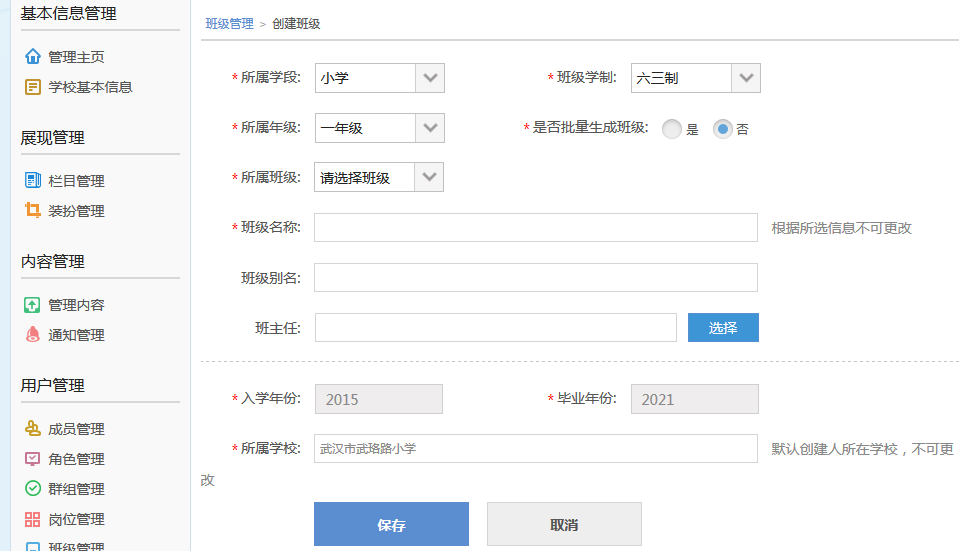 基本信息管理
管理主页
学校基本信息
展现管理
栏目管理
装扮管理
内容管理
管理内容
通知管理
用户管理
成员管理
角色管理
群组管理
岗位管理
班级管理
班级管理 > 创建班级
*所属学段: 小学 *班级学制: 六三制
*所属年级: 一年级 *是否批量生成班级: 是 否
*所属班级: 请选择班级
*班级名称: 根据所选信息不可更改
班级别名:
班主任: 选择
*入学年份: 2015 *毕业年份: 2021
*所属学校: 武汉市武珞路小学 默认创建人所在学校，不可更
改
保存 取消